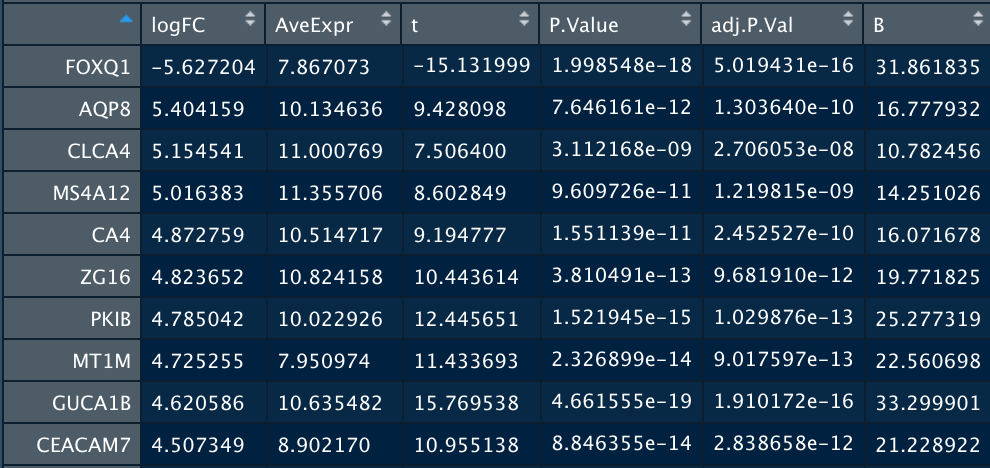 logFC AveExpr t P.Value adj.P.Val B
FOXQ1 −5.627204 7.867073 −15.131999 1.998548e−18 5.019431e−16 31.861835
AQP8 5.404159 10.134636 9.428098 7.646161e−12 1.303640e−10 16.777932
CLCA4 5.154541 11.000769 7.506400 3.112168e−09 2.706053e−08 10.782456
MS4A12 5.016383 11.355706 8.602849 9.609726e−11 1.219815e−09 14.251026
CA4 4.872759 10.514717 9.194777 1.551139e−11 2.452527e−10 16.071678
ZG16 4.823652 10.824158 10.443614 3.810491e−13 9.681910e−12 19.771825
PKIB 4.785042 10.022926 12.445651 1.521945e−15 1.029876e−13 25.277319
MT1M 4.725255 7.950974 11.433693 2.326899e−14 9.017597e−13 22.560698
GUCA1B 4.620586 10.635482 15.769538 4.661555e−19 1.910172e−16 33.299901
CEACAM7 4.507349 8.902170 10.955138 8.846355e−14 2.838658e−12 21.228922